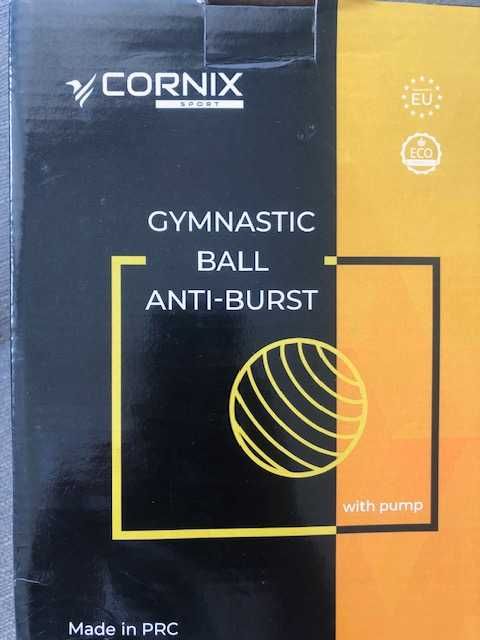 CORNIX
SPORT
EU
ECO
GYMNASTIC
BALL
ANTI-BURST
with pump
Made in PRC